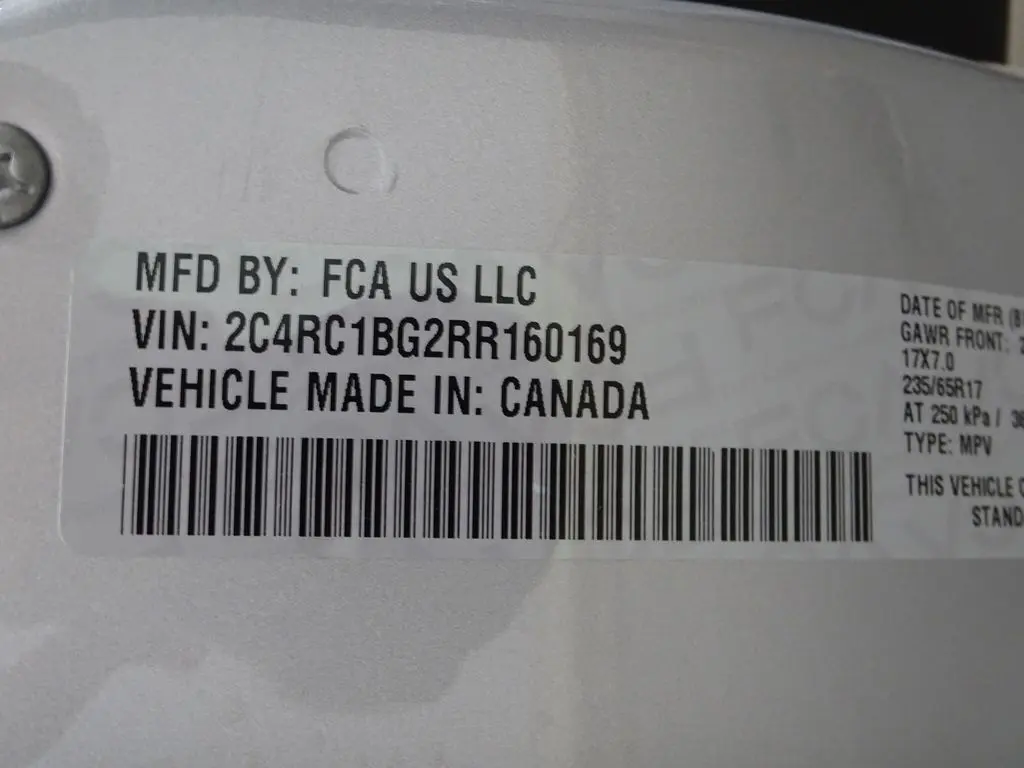 MFD BY: FCA US LLC
VIN: 2C4RC1BG2RR160169
VEHICLE MADE IN: CANADA
DATE OF MFR
GAWR FRONT:
17X7.0
235/65R17
AT 250 kPa /
TYPE: MPV
THIS VEHICLE